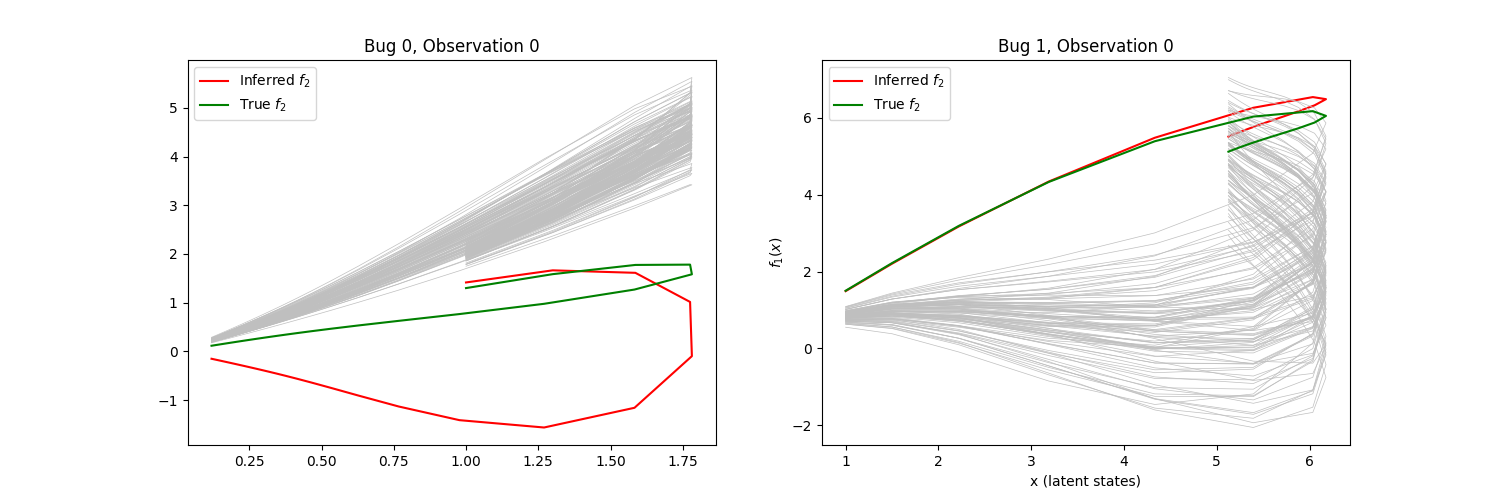 Bug 0, Observation 0
Inferred f₂
True f₂
5
4
3
2
1
0
−1
0.25 0.50 0.75 1.00 1.25 1.50 1.75
Bug 1, Observation 0
Inferred f₂
True f₂
6
4
2
0
−2
f₁(x)
1 2 3 4 5 6
x (latent states)